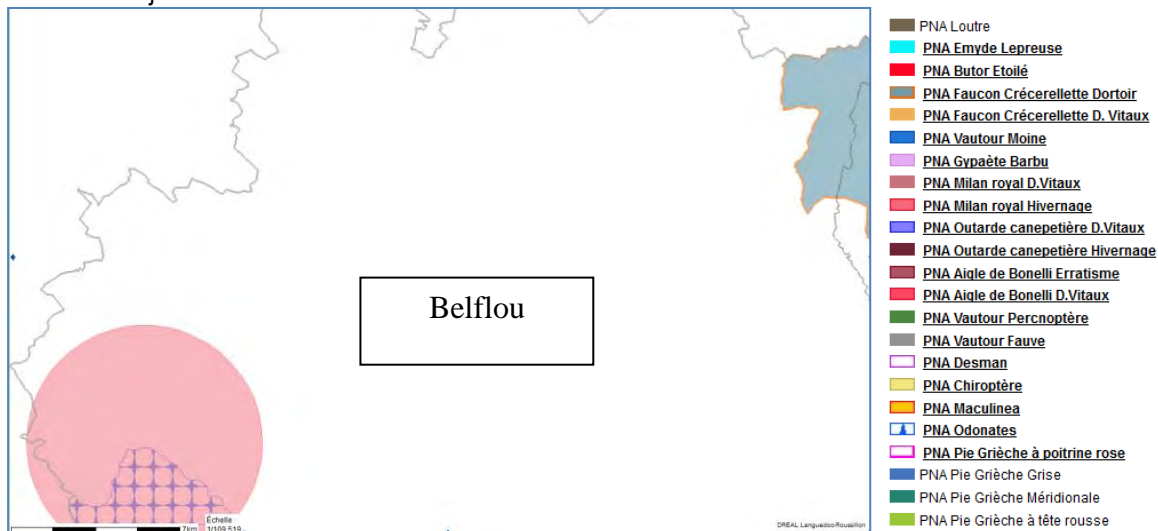 Belflou
7km
Échelle
1/109 519
DREAL Languedoc-Roussillon
PNA Loutre
PNA Emyde Lepreuse
PNA Butor Etoilé
PNA Faucon Crécerellette Dortoir
PNA Faucon Crécerellette D. Vitaux
PNA Vautour Moine
PNA Gypaète Barbu
PNA Milan royal D.Vitaux
PNA Milan royal Hivernage
PNA Outarde canepetière D.Vitaux
PNA Outarde canepetière Hivernage
PNA Aigle de Bonelli Erratisme
PNA Aigle de Bonelli D.Vitaux
PNA Vautour Percnoptère
PNA Vautour Fauve
PNA Desman
PNA Chiroptère
PNA Maculinea
PNA Odonates
PNA Pie Grièche à poitrine rose
PNA Pie Grièche Grise
PNA Pie Grièche Méridionale
PNA Pie Grièche à tête rousse